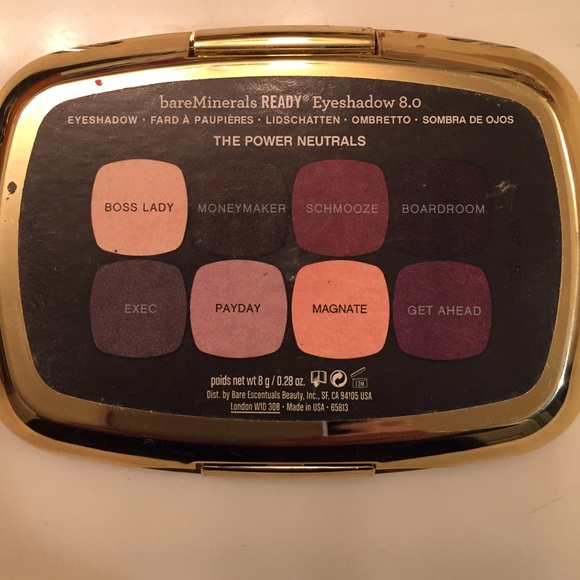 bareMinerals READY® Eyeshadow 8.0
EYESHADOW · FARD À PAUPIÈRES · LIDSCHATTEN · OMBRETTO · SOMBRA DE OJOS
THE POWER NEUTRALS
BOSS LADY MONEYMAKER SCHMOOZE BOARDROOM
EXEC PAYDAY MAGNATE GET AHEAD
poids net wt 8 g / 0.28 oz. 12M
Dist. by Bare Escentuals Beauty, Inc., SF, CA 94105 USA
London W1D 3QB · Made in USA · 65813